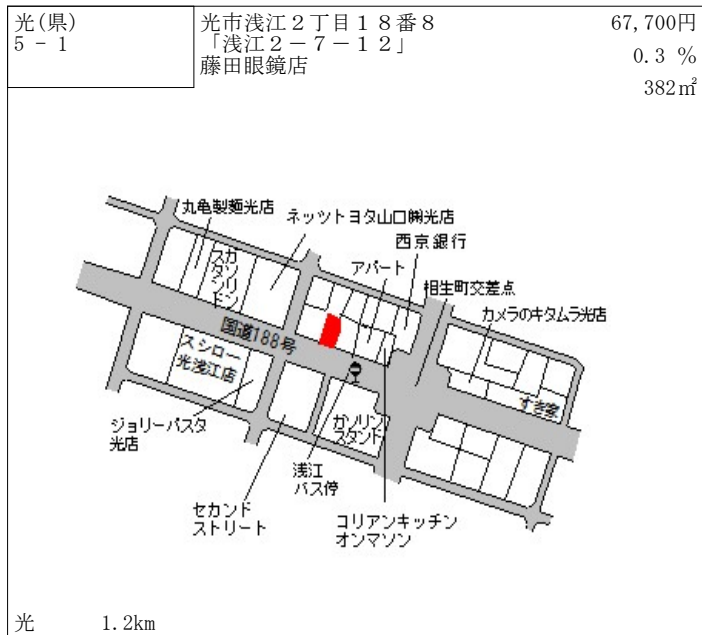 光(県)
5－1
光市浅江２丁目１８番８
「浅江２－７－１２」
藤田眼鏡店
67,700円
0.3 %
382㎡
丸亀製麺光店
ネッツトヨタ山口㈱光店
西京銀行
アパート
相生町交差点
カメラのキタムラ光店
ガソリン
スタンド
国道188号
スシロー
光浅江店
すき家
ジョリーパスタ
光店
ガソリン
スタンド
浅江
バス停
セカンド
ストリート
コリアンキッチン
オンマソン
光 1.2km